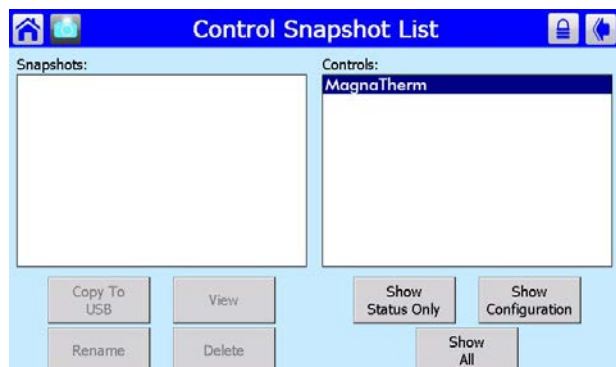 Control Snapshot List
Snapshots:
Controls:
MagnaTherm
Copy To
USB
View
Show
Status Only
Show
Configuration
Rename
Delete
Show
All